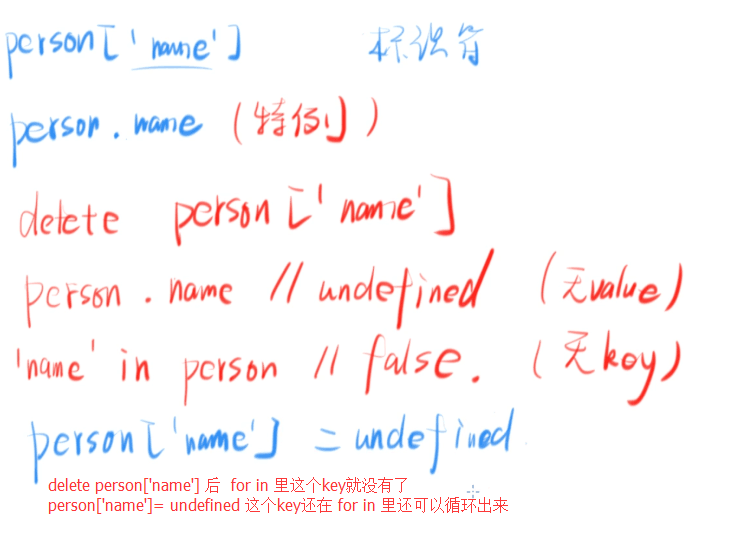 person['name'] 标识符
person.name (特例)
delete person['name']
person.name // undefined (无value)
'name' in person // false. (无key)
person['name'] = undefined
delete person['name'] 后 for in 里这个key就没有了
person['name']= undefined 这个key还在 for in 里还可以循环出来